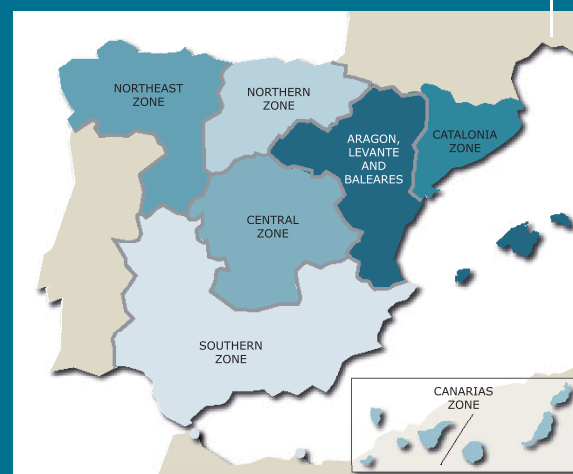 NORTHEAST
ZONE
NORTHERN
ZONE
ARAGON,
LEVANTE
AND
BALEARES
CATALONIA
ZONE
CENTRAL
ZONE
SOUTHERN
ZONE
CANARIAS
ZONE